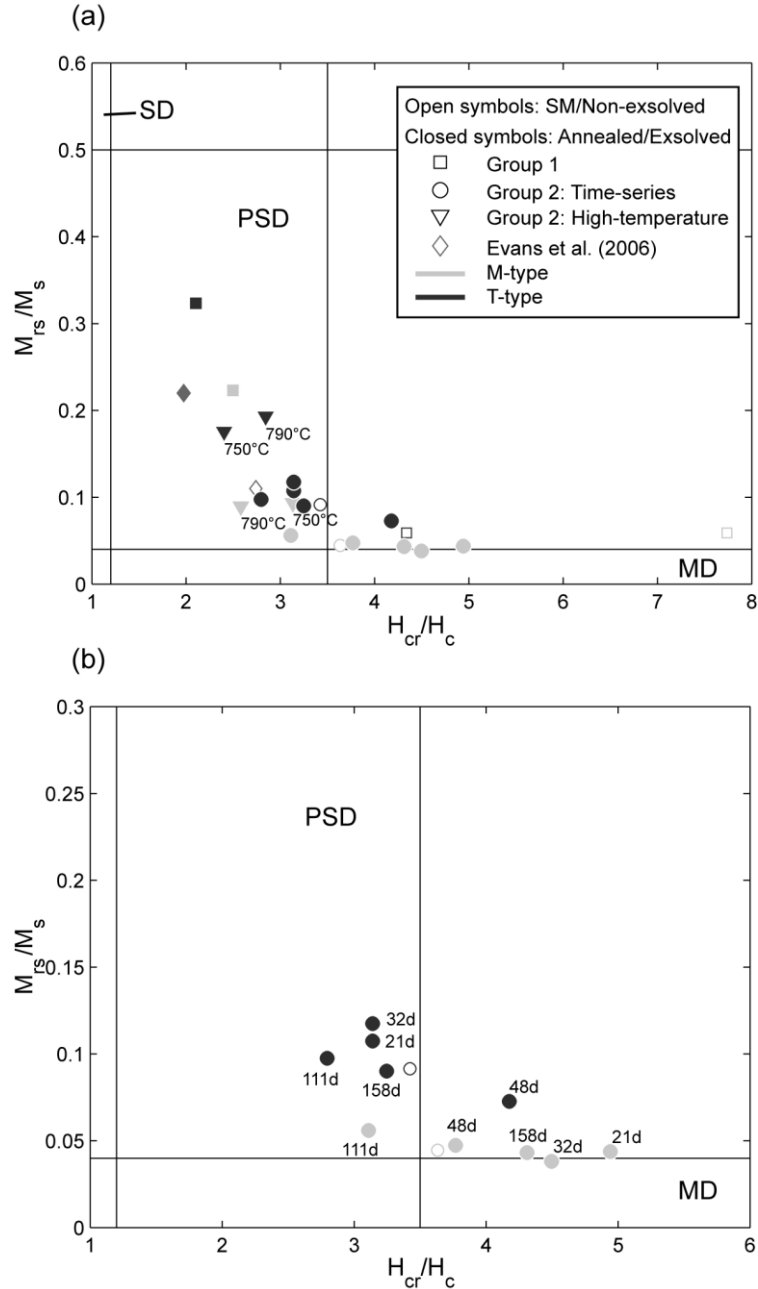 (a)
0.6
SD
Open symbols: SM/Non-exsolved
Closed symbols: Annealed/Exsolved
Group 1
Group 2: Time-series
Group 2: High-temperature
Evans et al. (2006)
M-type
T-type
0.5
PSD
0.4
Mrs/Ms
0.3
0.2
790°C
750°C
0.1
790°C
750°C
MD
0
1 2 3 4 5 6 7 8
Hcr/Hc
(b)
0.3
0.25
PSD
0.2
Mrs/Ms
0.15
32d
21d
0.1
111d
158d
48d
0.05
111d
48d
158d
32d
21d
MD
0
1 2 3 4 5 6
Hcr/Hc